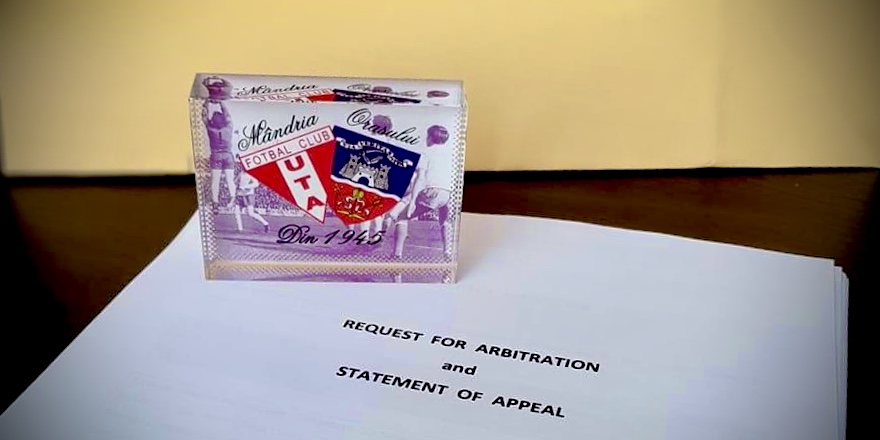 Mândria Orașului
FOTBAL CLUB
UTA
Din 1945
REQUEST FOR ARBITRATION
and
STATEMENT OF APPEAL